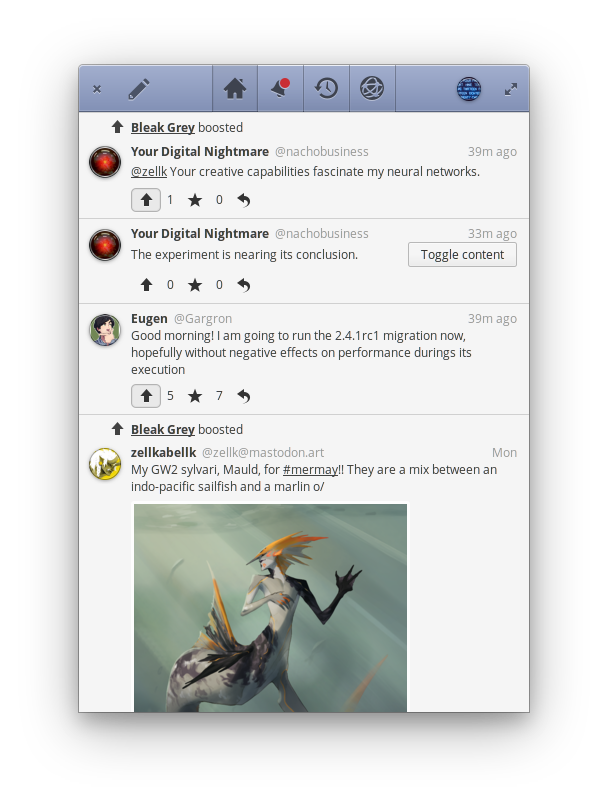 Bleak Grey boosted
Your Digital Nightmare @nachobusiness 39m ago
@zellk Your creative capabilities fascinate my neural networks.
1 0
Your Digital Nightmare @nachobusiness 33m ago
The experiment is nearing its conclusion. Toggle content
0 0
Eugen @Gargron 39m ago
Good morning! I am going to run the 2.4.1rc1 migration now,
hopefully without negative effects on performance durings its
execution
5 7
Bleak Grey boosted
zellkabellk @zellk@mastodon.art Mon
My GW2 sylvari, Mauld, for #mermay!! They are a mix between an
indo-pacific sailfish and a marlin o/